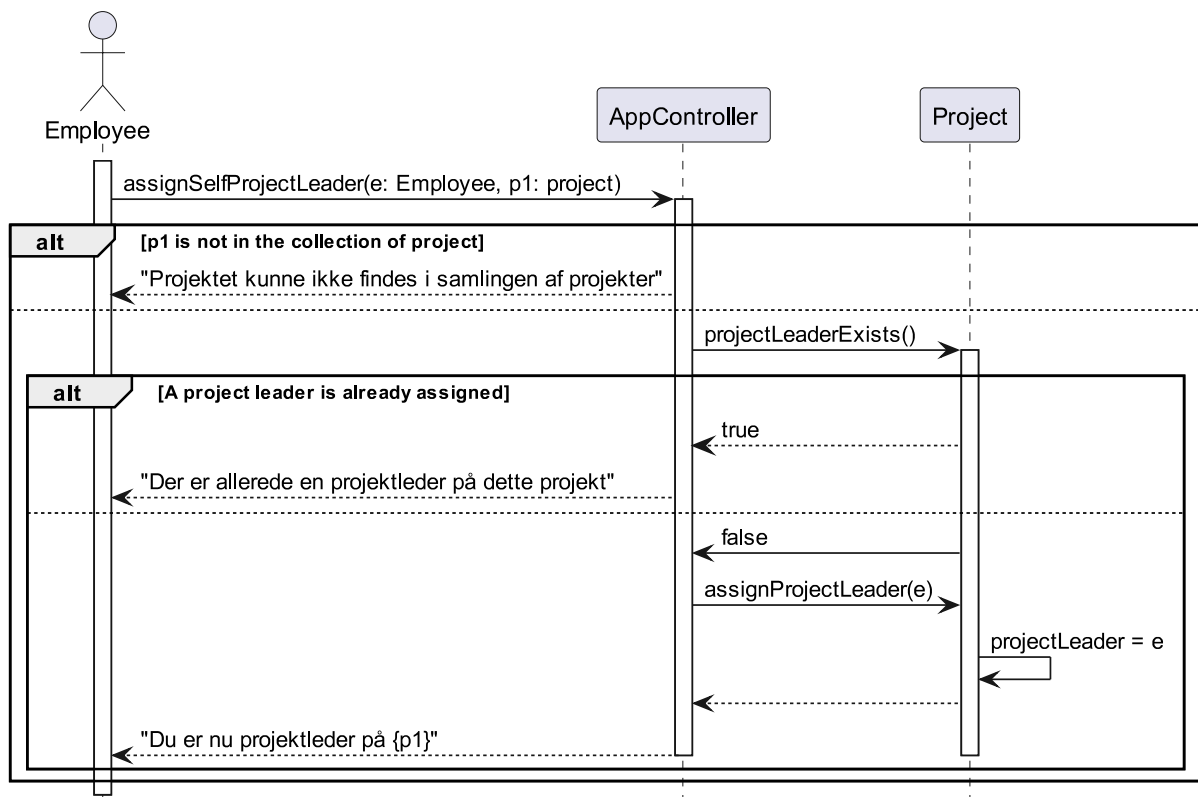 Employee
AppController
Project
assignSelfProjectLeader(e: Employee, p1: project)
alt
[p1 is not in the collection of project]
"Projektet kunne ikke findes i samlingen af projekter"
projectLeaderExists()
alt
[A project leader is already assigned]
true
"Der er allerede en projektleder på dette projekt"
false
assignProjectLeader(e)
projectLeader = e
"Du er nu projektleder på {p1}"